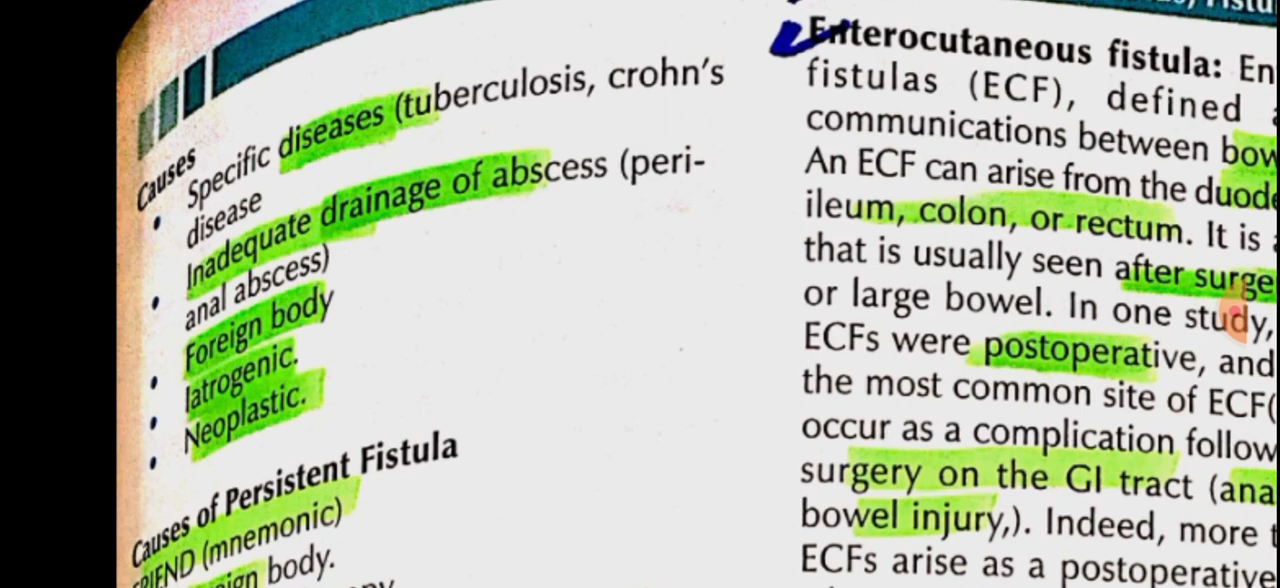 Causes
• Specific diseases (tuberculosis, crohn's
disease
• Inadequate drainage of abscess (peri-
anal abscess)
• Foreign body
• Iatrogenic.
• Neoplastic.
Causes of Persistent Fistula
FRIEND (mnemonic)
body.
Enterocutaneous fistula: En
fistulas (ECF), defined
communications between bow
An ECF can arise from the duode
ileum, colon, or rectum. It is
that is usually seen after surge
or large bowel. In one study,
ECFs were postoperative, and
the most common site of ECF(
occur as a complication follow
surgery on the GI tract (ana
bowel injury,). Indeed, more
ECFs arise as a postoperative